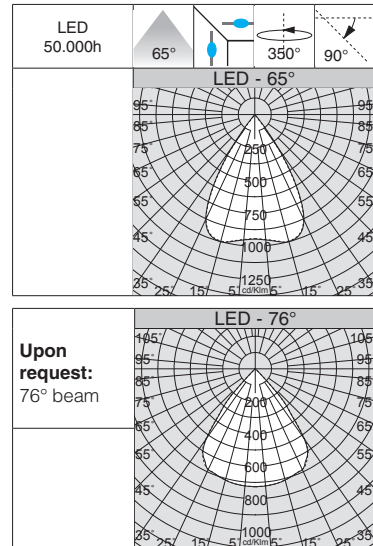 LED
50.000h
65°
350°
90°
LED - 65°
95° 95
85° 85
75° 75
65 65
55 55
45° 45
35° 25° 15° 5° 5° 15° 25° 35
250
500
750
1000
1250
cd/Klm
LED - 76°
Upon
request:
76° beam
105° 105
95° 95
85° 85
75° 75
65 65
55 55
45° 45
35° 25° 15° 5° 5° 15° 25 35
200
400
600
800
1000
cd/Klm